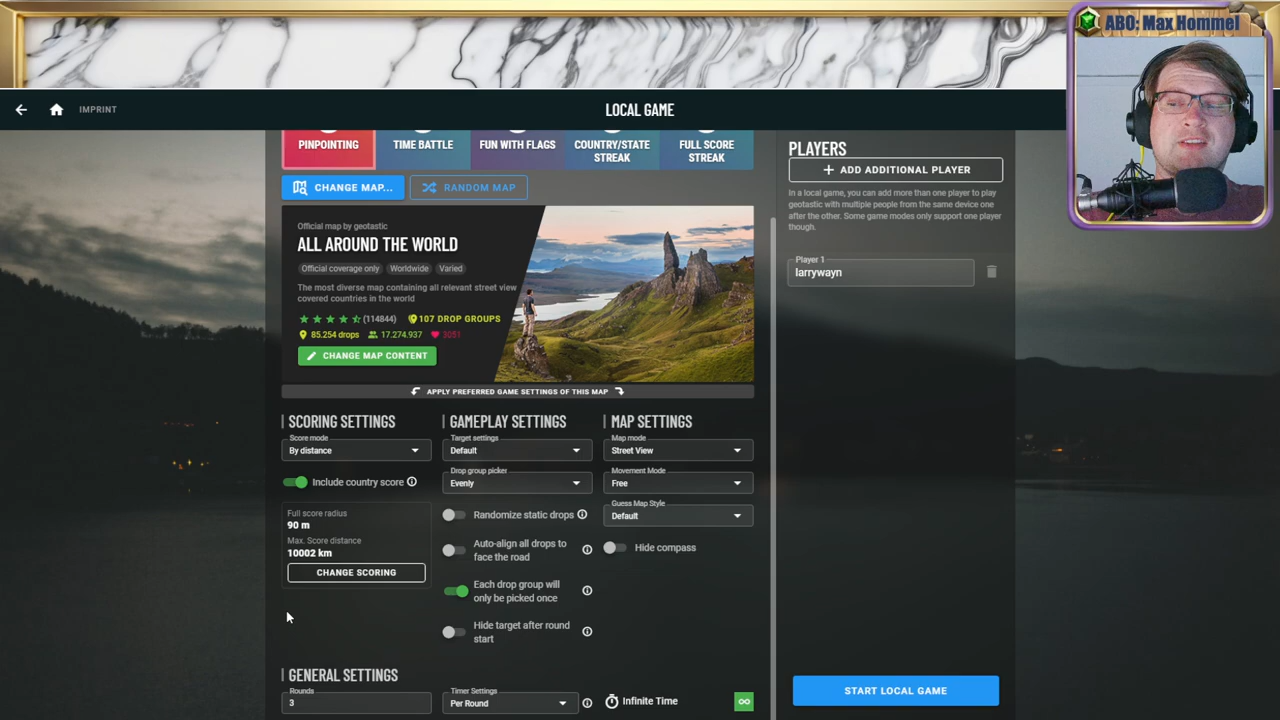 ABO: Max Hommel
IMPRINT
LOCAL GAME
PINPOINTING
TIME BATTLE
FUN WITH FLAGS
COUNTRY/STATE
STREAK
FULL SCORE
STREAK
CHANGE MAP...
RANDOM MAP
Official map by geotastic
ALL AROUND THE WORLD
Official coverage only
Worldwide
Varied
The most diverse map containing all relevant street view
covered countries in the world
(114844)
107 DROP GROUPS
85.254 drops
17.274.937
3051
CHANGE MAP CONTENT
APPLY PREFERRED GAME SETTINGS OF THIS MAP
SCORING SETTINGS
Score mode
By distance
Include country score
Full score radius
90 m
Max. Score distance
10002 km
CHANGE SCORING
GAMEPLAY SETTINGS
Target settings
Default
Drop group picker
Evenly
Randomize static drops
Auto-align all drops to
face the road
Each drop group will
only be picked once
Hide target after round
start
MAP SETTINGS
Map mode
Street View
Movement Mode
Free
Guess Map Style
Default
Hide compass
GENERAL SETTINGS
Rounds
3
Timer Settings
Per Round
Infinite Time
PLAYERS
ADD ADDITIONAL PLAYER
In a local game, you can add more than one player to play
geotastic with multiple people from the same device one
after the other. Some game modes only support one player
though.
Player 1
larrywayn
START LOCAL GAME